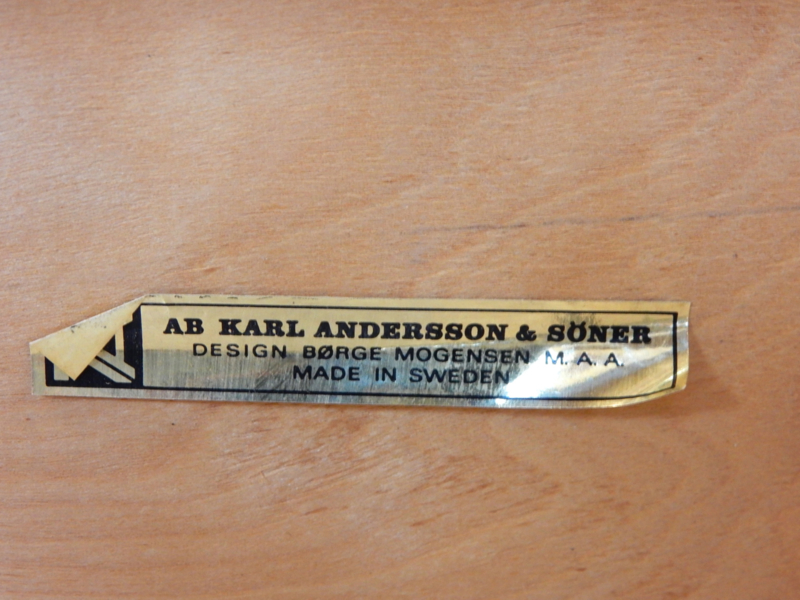 AB KARL ANDERSSON & SÖNER
DESIGN BØRGE MOGENSEN M. A. A.
MADE IN SWEDEN